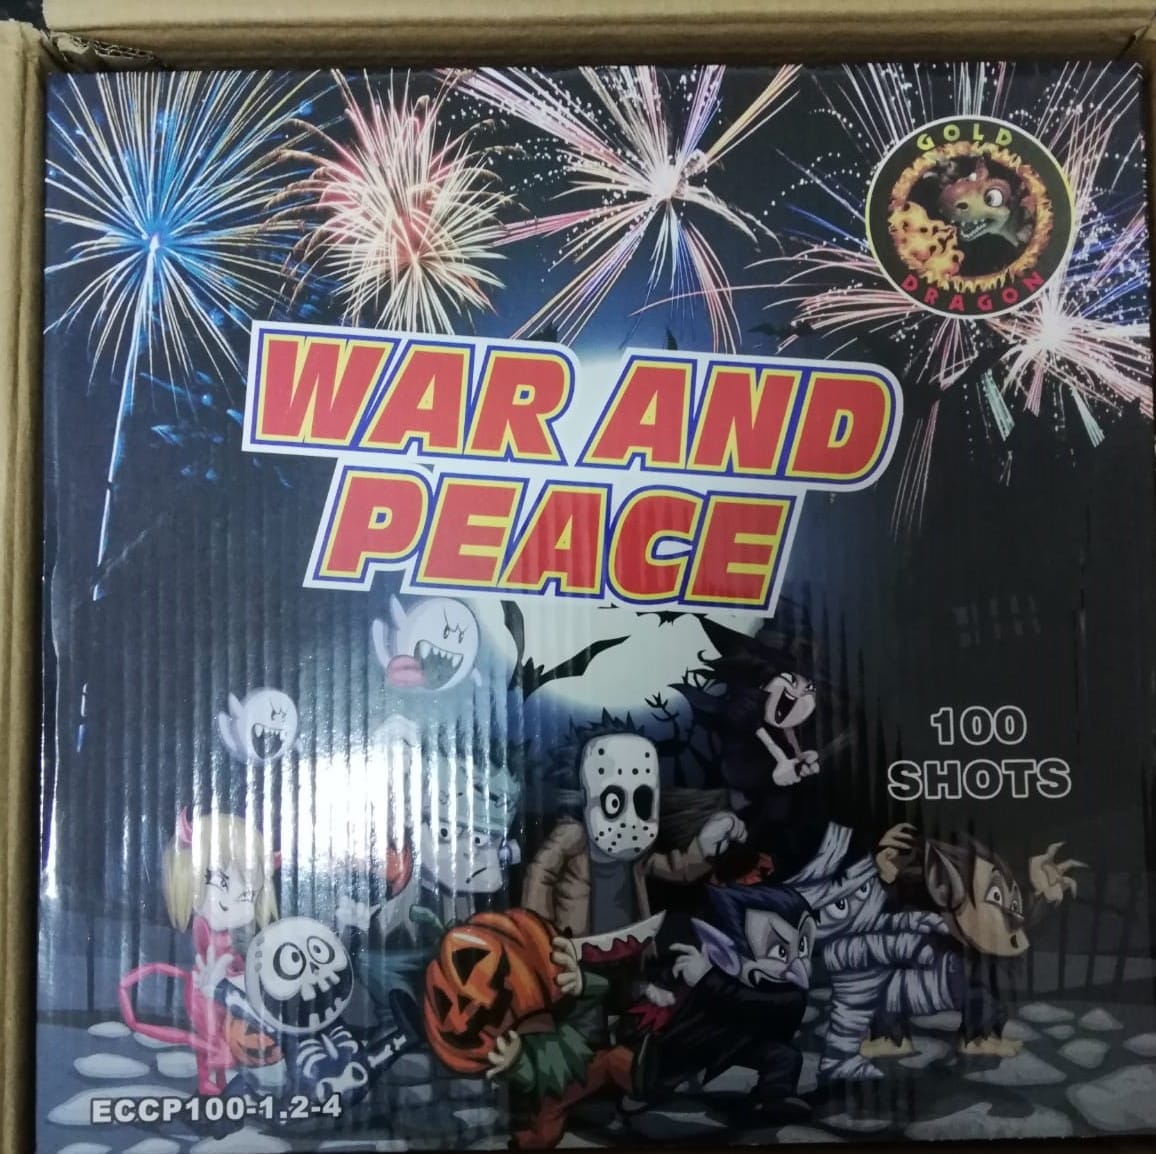 GOLD
DRAGON
WAR AND
PEACE
100
SHOTS
ECCP100-1.2-4